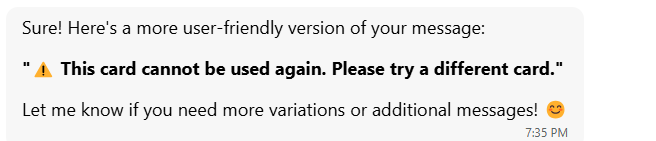 Sure! Here's a more user-friendly version of your message:
"⚠️ This card cannot be used again. Please try a different card."
Let me know if you need more variations or additional messages! 😊
7:35 PM